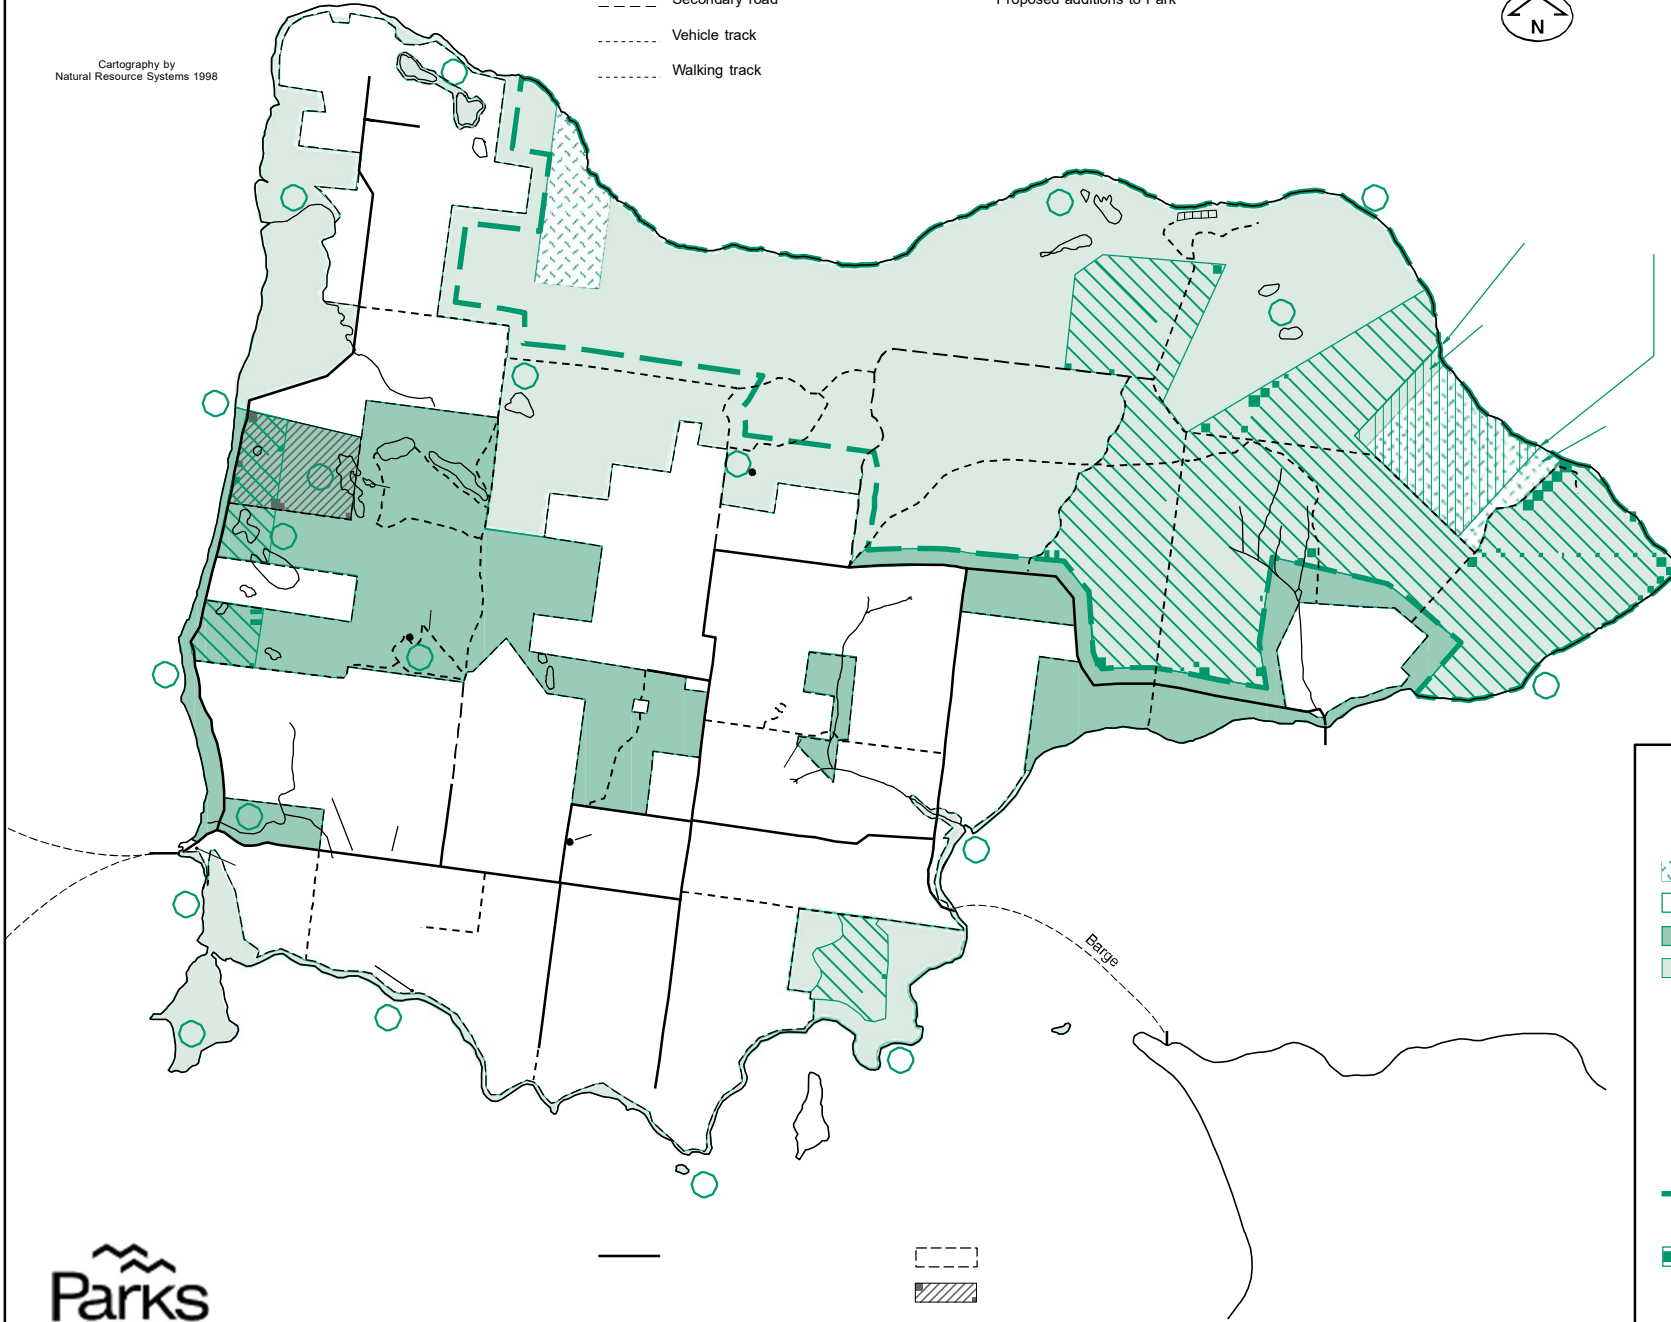 Secondary road
Proposed additions to Park
N
Vehicle track
Cartography by
Natural Resource Systems 1998
Walking track
Barge
Parks